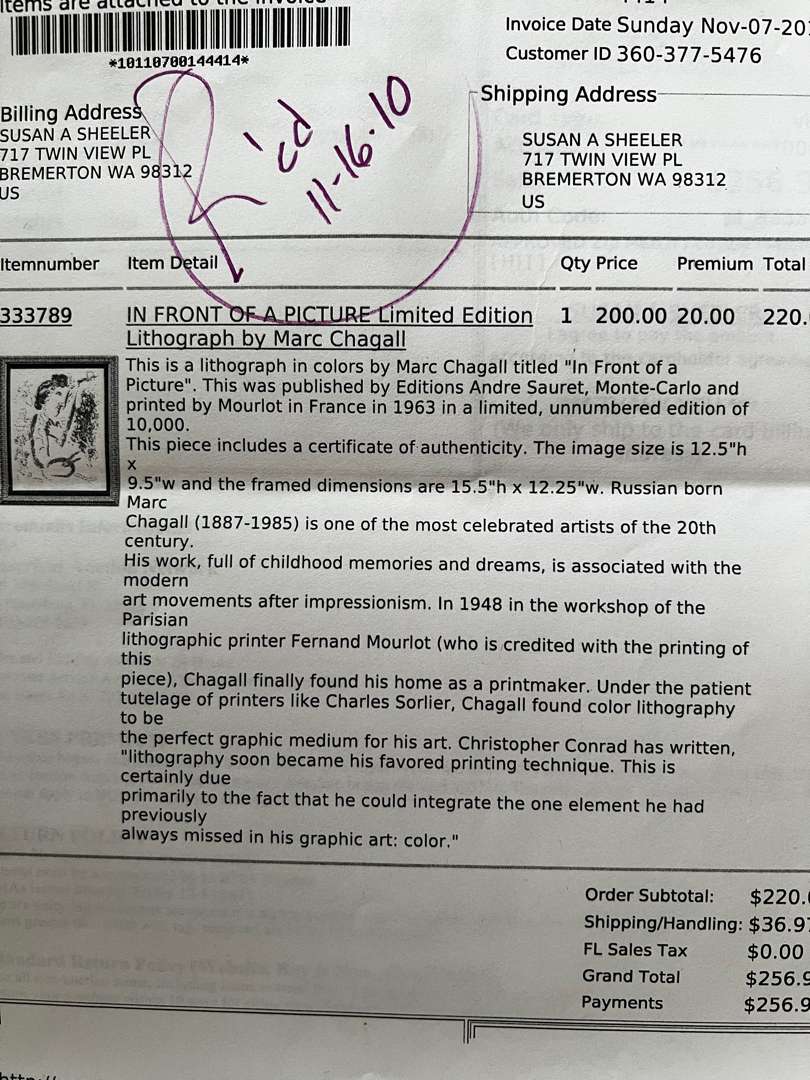 Items are attached to the invoice
Invoice Date Sunday Nov-07-20
*10110700144414*
Customer ID 360-377-5476
R'cd
11-16-10
Billing Address
SUSAN A SHEELER
717 TWIN VIEW PL
BREMERTON WA 98312
US
Shipping Address
SUSAN A SHEELER
717 TWIN VIEW PL
BREMERTON WA 98312
US
Itemnumber Item Detail Qty Price Premium Total
333789 IN FRONT OF A PICTURE Limited Edition 1 200.00 20.00 220.
Lithograph by Marc Chagall
This is a lithograph in colors by Marc Chagall titled "In Front of a
Picture". This was published by Editions Andre Sauret, Monte-Carlo and
printed by Mourlot in France in 1963 in a limited, unnumbered edition of
10,000.
This piece includes a certificate of authenticity. The image size is 12.5"h
x
9.5"w and the framed dimensions are 15.5"h x 12.25"w. Russian born
Marc
Chagall (1887-1985) is one of the most celebrated artists of the 20th
century.
His work, full of childhood memories and dreams, is associated with the
modern
art movements after impressionism. In 1948 in the workshop of the
Parisian
lithographic printer Fernand Mourlot (who is credited with the printing of
this
piece), Chagall finally found his home as a printmaker. Under the patient
tutelage of printers like Charles Sorlier, Chagall found color lithography
to be
the perfect graphic medium for his art. Christopher Conrad has written,
"lithography soon became his favored printing technique. This is
certainly due
primarily to the fact that he could integrate the one element he had
previously
always missed in his graphic art: color."
Order Subtotal: $220.
Shipping/Handling: $36.97
FL Sales Tax $0.00
Grand Total $256.9
Payments $256.9